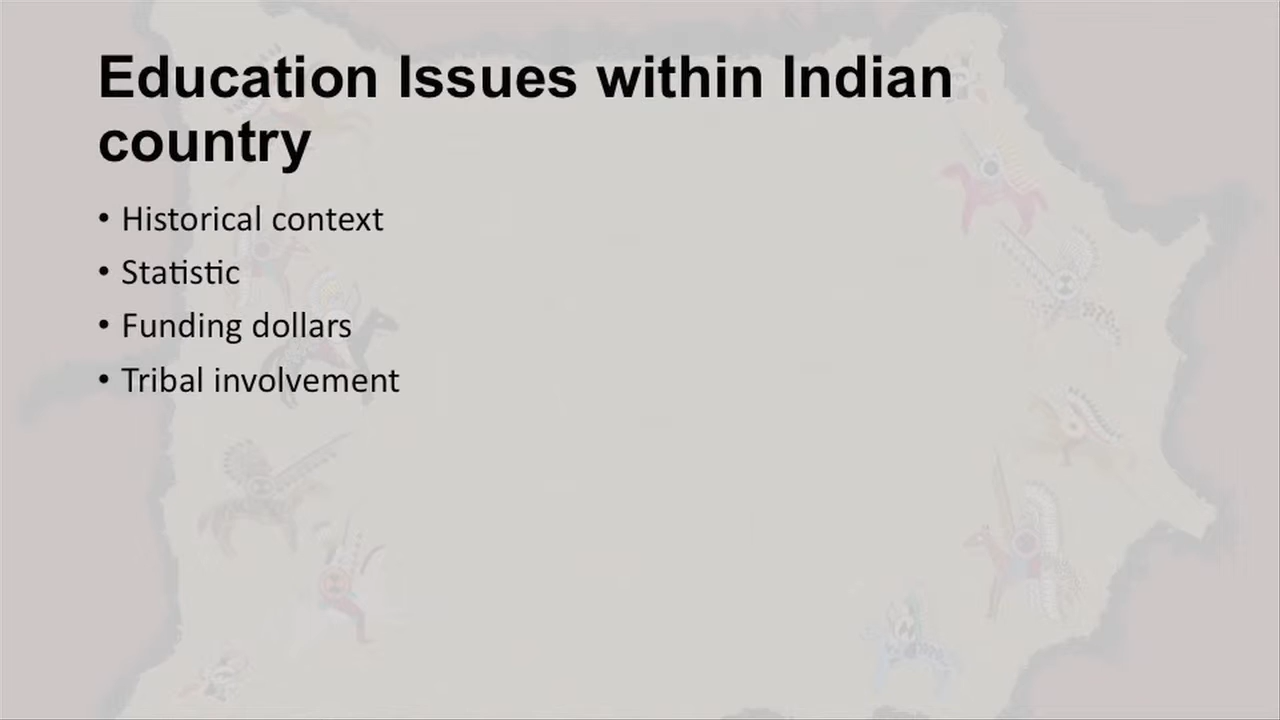 Education Issues within Indian
country
• Historical context
• Statistic
• Funding dollars
• Tribal involvement